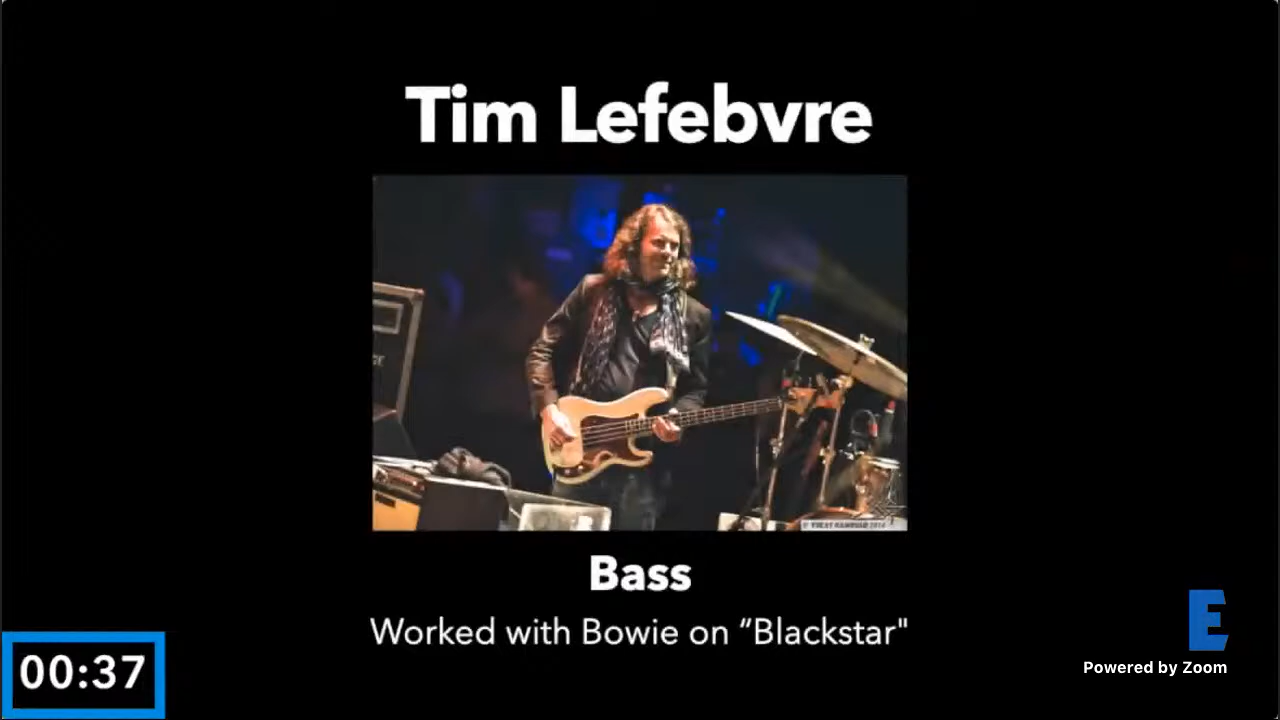 Tim Lefebvre
Bass
Worked with Bowie on “Blackstar"
00:37
E
Powered by Zoom